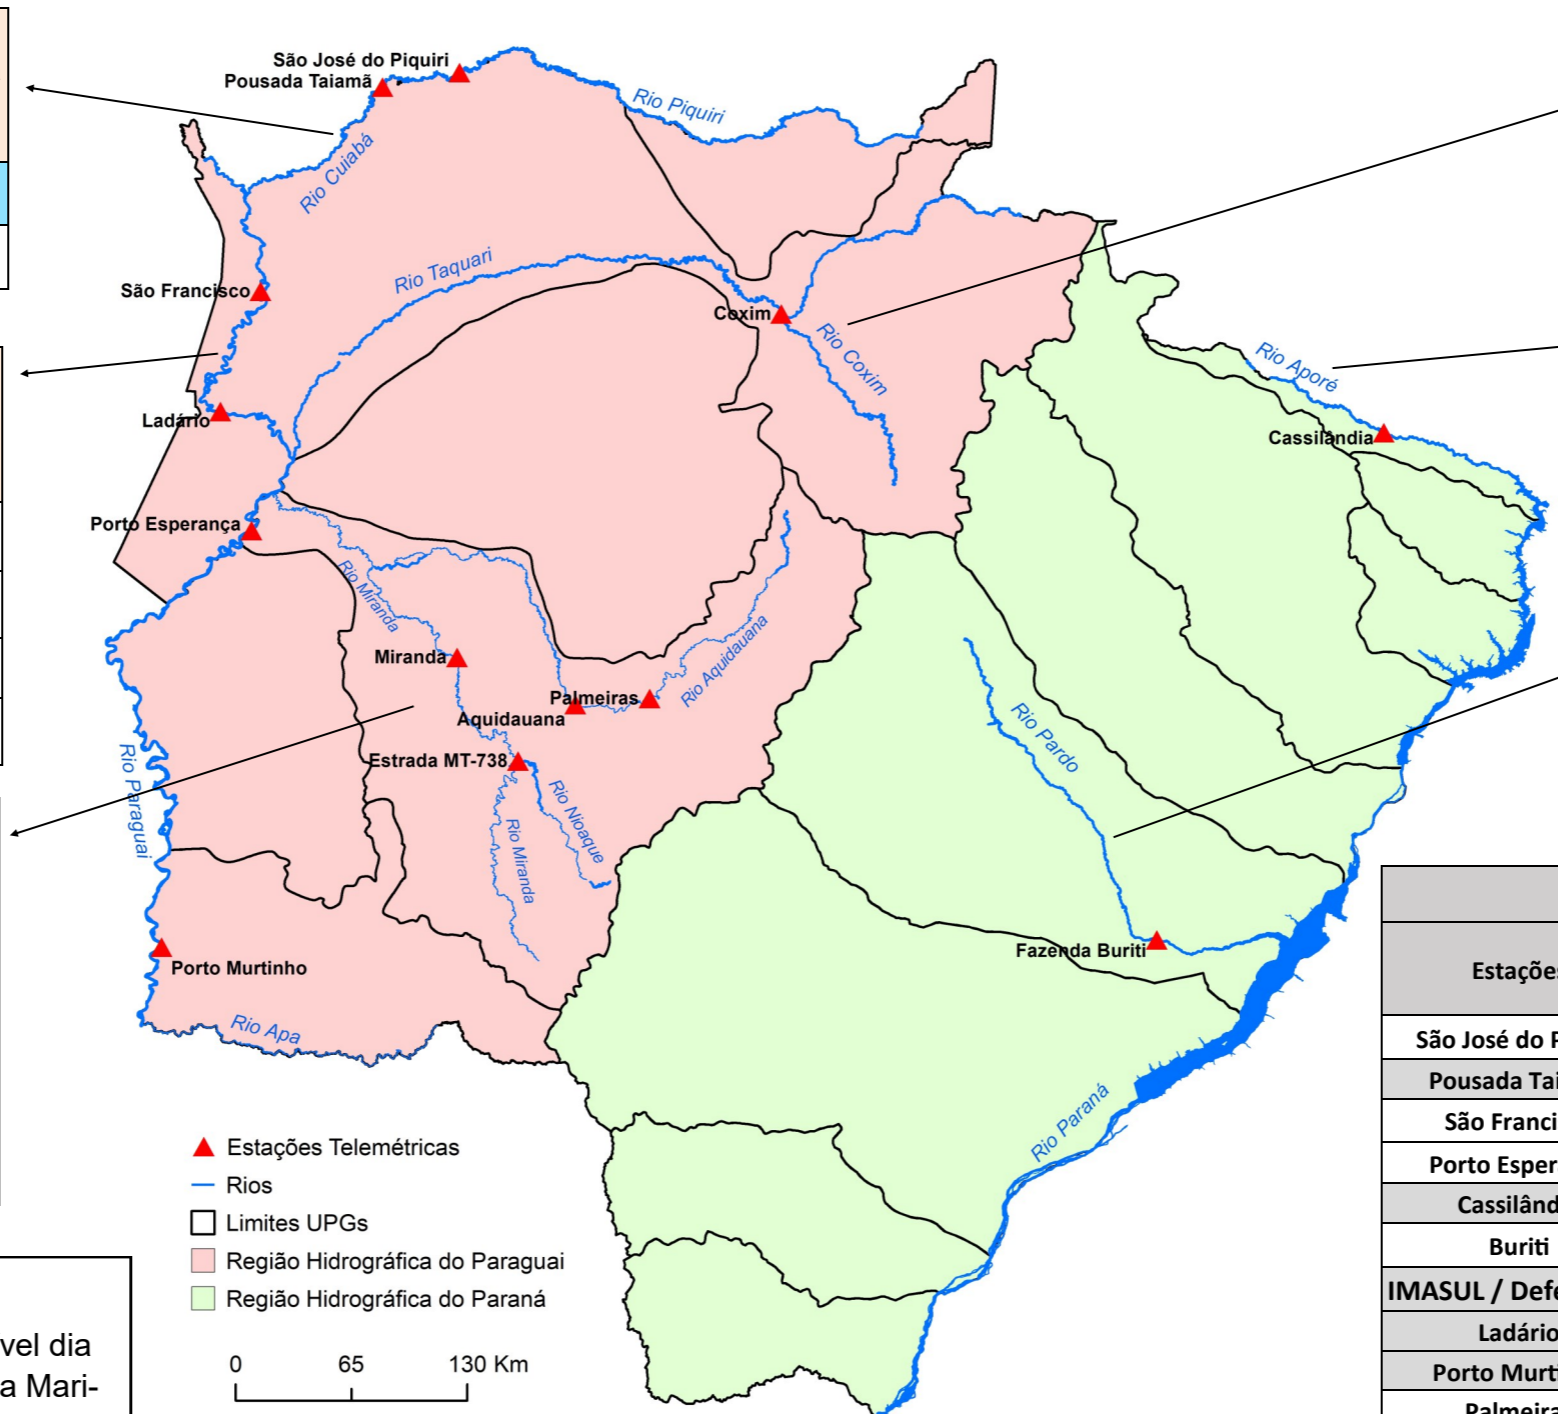 São José do Piquiri
Pousada Taiamã
Rio Piquiri
Rio Cuiabá
Rio Taquari
São Francisco
Coxim
Rio Coxim
Rio Aporé
Ladário
Cassilândia
Porto Esperança
Rio Miranda
Miranda
Rio Aquidauana
Palmeiras
Aquidauana
Rio Pardo
Estrada MT-738
Rio Paraguai
Rio Nioaque
Rio Miranda
Fazenda Buriti
Porto Murtinho
Rio Apa
Rio Paraná
Estações Telemétricas
Rios
Limites UPGs
Região Hidrográfica do Paraguai
Região Hidrográfica do Paraná
0 65 130 Km
vel dia
a Mari-
Estações
São José do P
Pousada Tai
São Franci
Porto Esper
Cassilând
Buriti
IMASUL / Defe
Ladário
Porto Murt
Palmeira